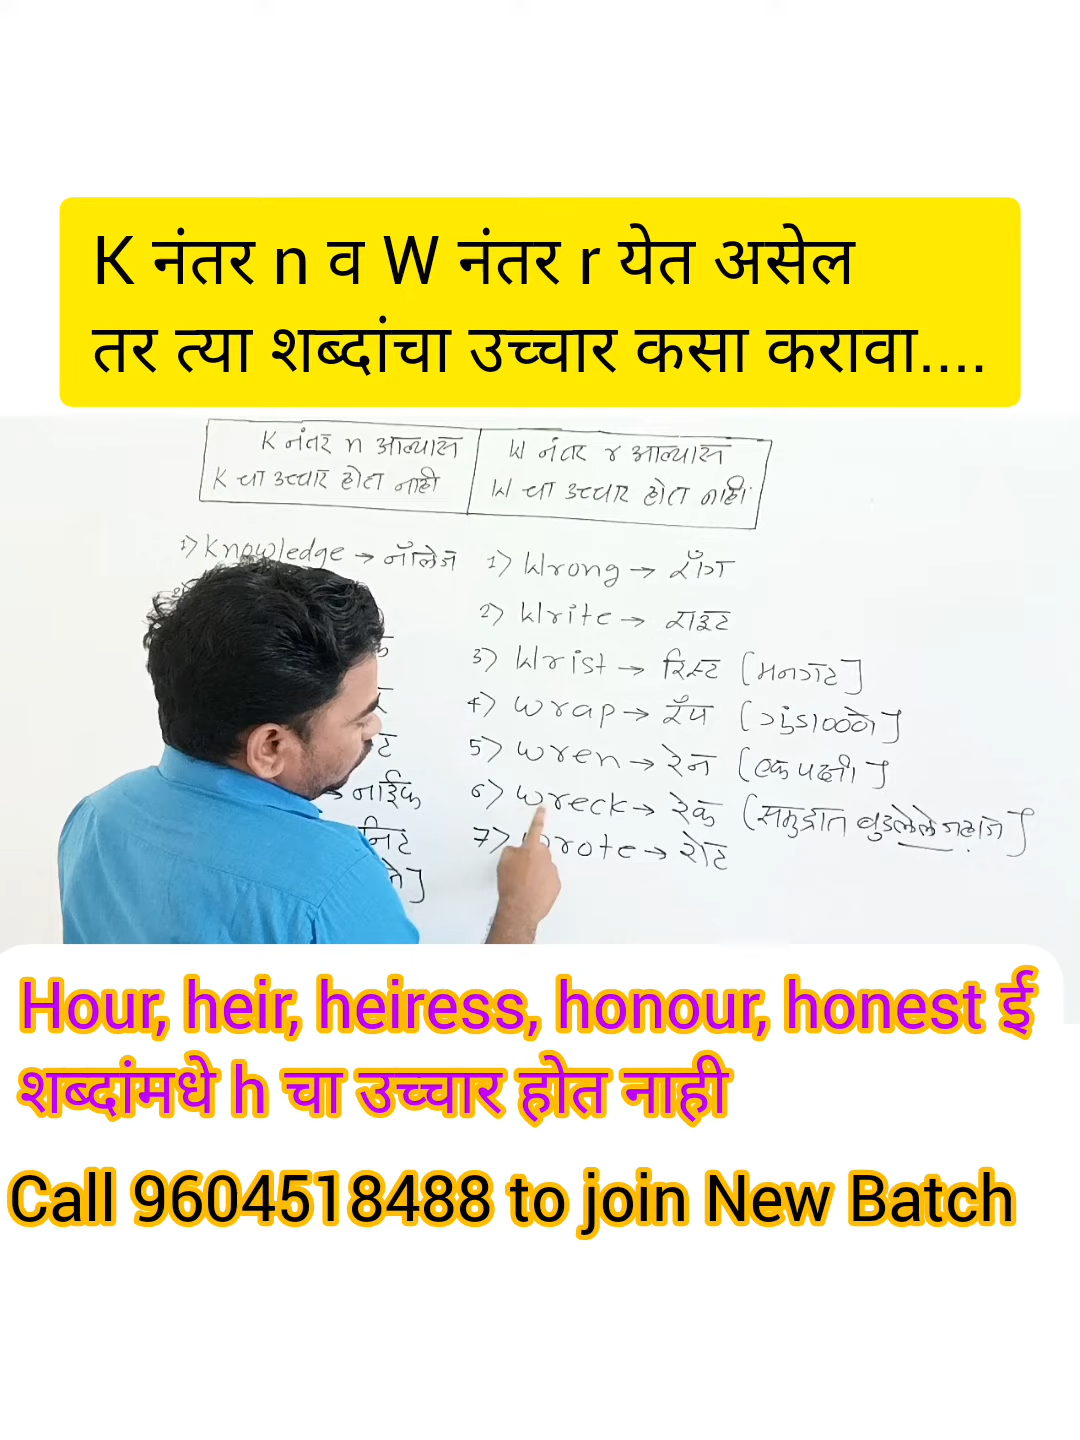 K नंतर n व W नंतर r येत असेल
तर त्या शब्दांचा उच्चार कसा करावा....
K नंतर n आल्यास
K चा उच्चार होत नाही
W नंतर r आल्यास
W चा उच्चार होत नाही.
1) Knowledge → नॉलेज
नाईफ
निट
1) Wrong → राँग
2) Write → राइट
3) Wrist → रिस्ट [मनगट]
4) wrap → रॅप [गुंडाळणे]
5) wren → रेन [एक पक्षी]
6) wreck → रेक [समुद्रात बुडलेले जहाज]
7) wrote → रोट
Hour, heir, heiress, honour, honest ई
शब्दांमधे h चा उच्चार होत नाही
Call 9604518488 to join New Batch